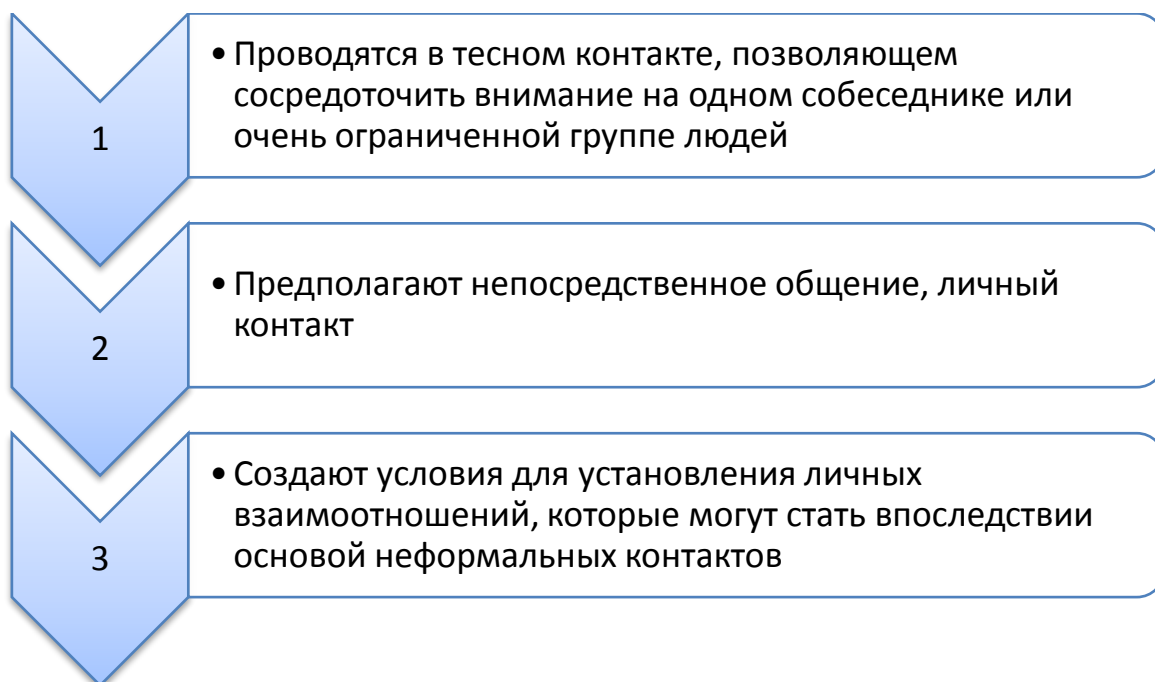 1
• Проводятся в тесном контакте, позволяющем
сосредоточить внимание на одном собеседнике или
очень ограниченной группе людей
2
• Предполагают непосредственное общение, личный
контакт
3
• Создают условия для установления личных
взаимоотношений, которые могут стать впоследствии
основой неформальных контактов